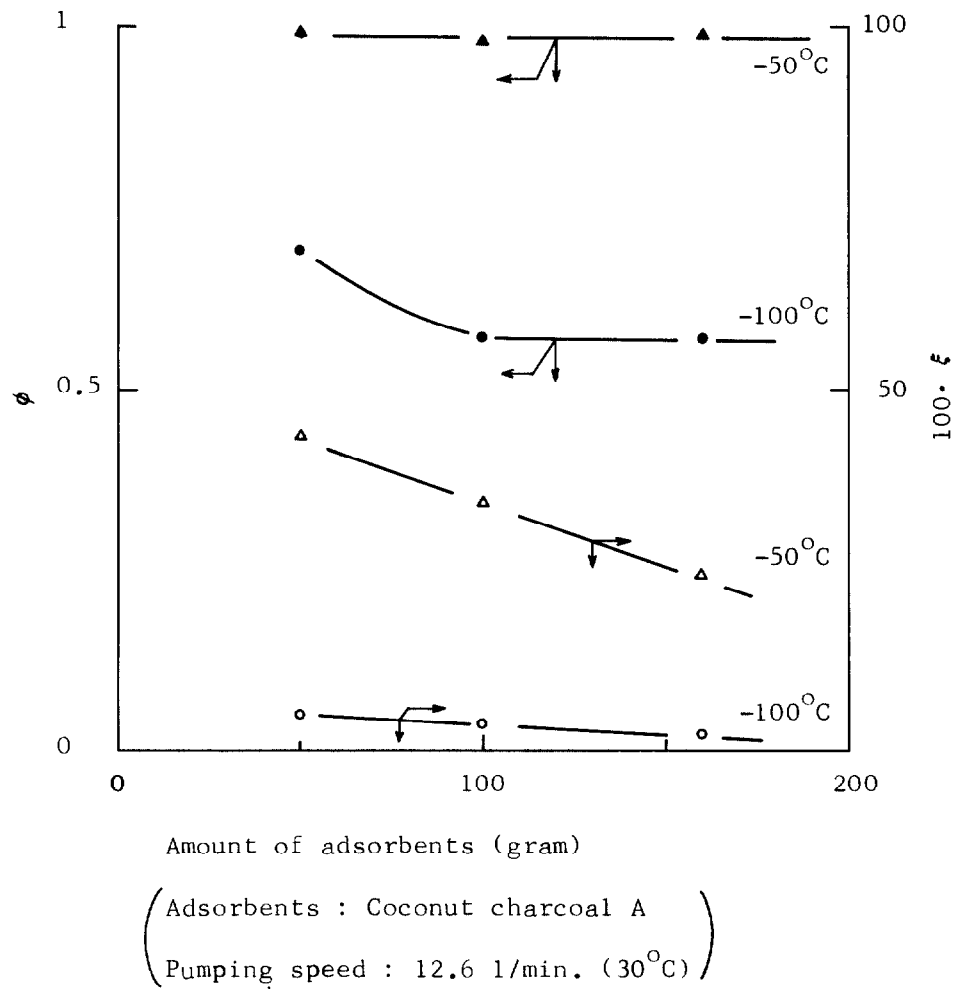 1
100
-50°C
-100°C
0.5
50
φ
100· ξ
-50°C
-100°C
0
0
100
200
Amount of adsorbents (gram)
Adsorbents : Coconut charcoal A
Pumping speed : 12.6 l/min. (30°C)